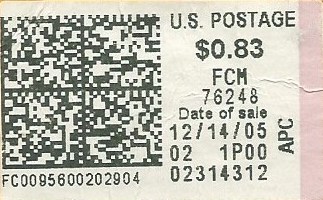 U.S. POSTAGE
$0.83
FCM
76248
Date of sale
12/14/05
02 1P00
02314312
APC
FC0095600202904